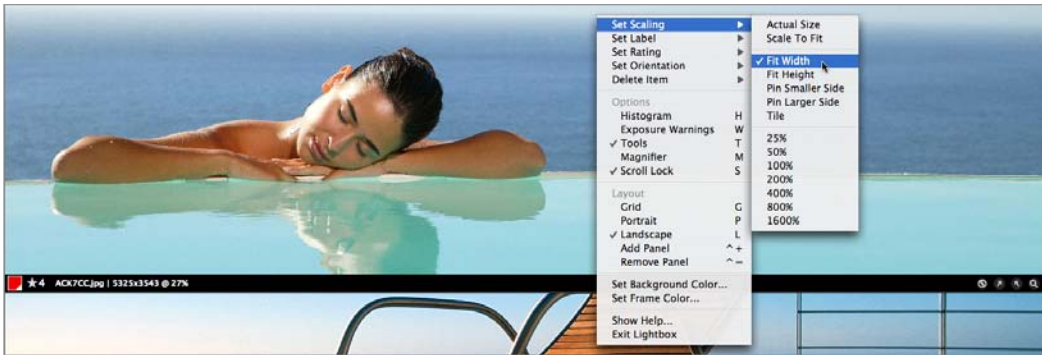 Set Scaling
Set Label
Set Rating
Set Orientation
Delete Item
Options
Histogram H
Exposure Warnings W
✓ Tools T
Magnifier M
✓ Scroll Lock S
Layout
Grid G
Portrait P
✓ Landscape L
Add Panel ^+
Remove Panel ^−
Set Background Color...
Set Frame Color...
Show Help...
Exit Lightbox
Actual Size
Scale To Fit
✓ Fit Width
Fit Height
Pin Smaller Side
Pin Larger Side
Tile
25%
50%
100%
200%
400%
800%
1600%
★4 ACK7CC.jpg | 5325x3543 @ 27%